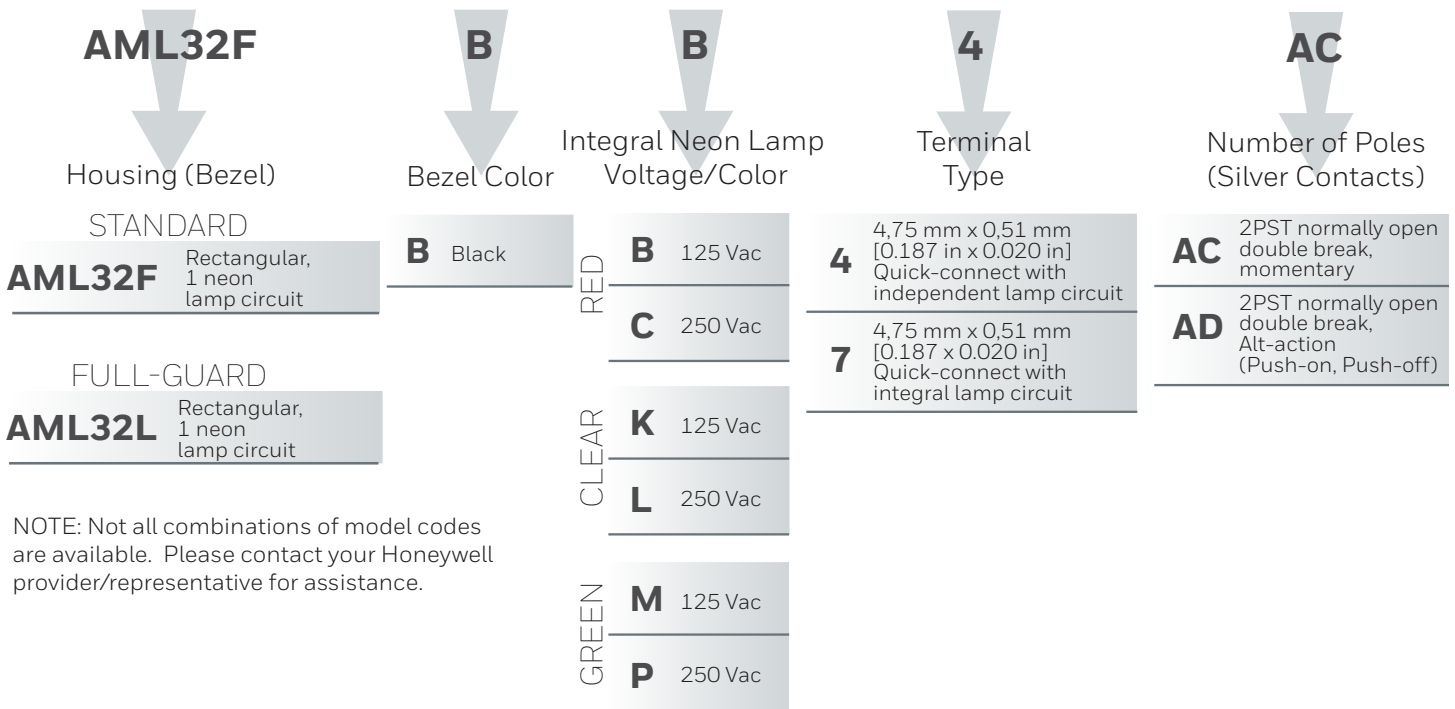 AML32F
B
B
4
AC
Housing (Bezel)
STANDARD
AML32F
Rectangular,
1 neon
lamp circuit
FULL-GUARD
AML32L
Rectangular,
1 neon
lamp circuit
NOTE: Not all combinations of model codes
are available. Please contact your Honeywell
provider/representative for assistance.
Bezel Color
B Black
Integral Neon Lamp
Voltage/Color
RED
B 125 Vac
C 250 Vac
CLEAR
K 125 Vac
L 250 Vac
GREEN
M 125 Vac
P 250 Vac
Terminal
Type
4
4,75 mm x 0,51 mm
[0.187 in x 0.020 in]
Quick-connect with
independent lamp circuit
7
4,75 mm x 0,51 mm
[0.187 x 0.020 in]
Quick-connect with
integral lamp circuit
Number of Poles
(Silver Contacts)
AC
2PST normally open
double break,
momentary
AD
2PST normally open
double break,
Alt-action
(Push-on, Push-off)